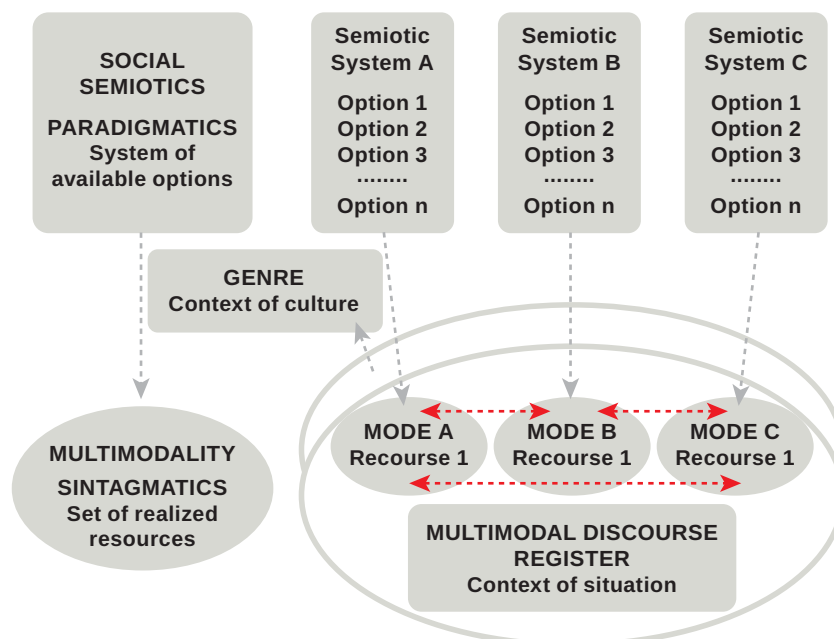 SOCIAL
SEMIOTICS
PARADIGMATICS
System of
available options
Semiotic
System A
Option 1
Option 2
Option 3
........
Option n
Semiotic
System B
Option 1
Option 2
Option 3
........
Option n
Semiotic
System C
Option 1
Option 2
Option 3
........
Option n
GENRE
Context of culture
MULTIMODALITY
SINTAGMATICS
Set of realized
resources
MODE A
Recourse 1
MODE B
Recourse 1
MODE C
Recourse 1
MULTIMODAL DISCOURSE
REGISTER
Context of situation